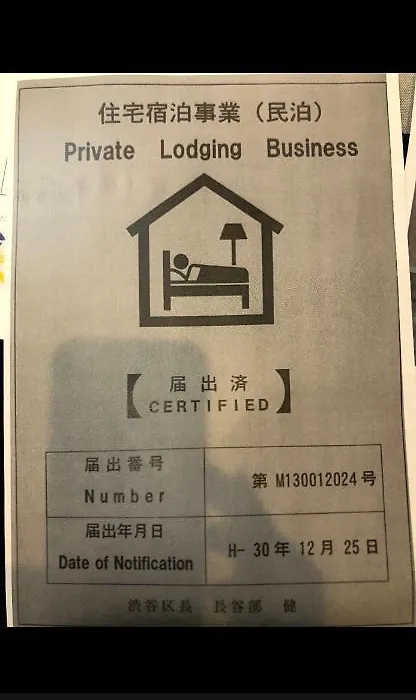 住宅宿泊事業（民泊）
Private Lodging Business
【届出済】
CERTIFIED
届出番号
Number
第 M130012024 号
届出年月日
Date of Notification
H- 30 年 12 月 25 日
渋谷区長 長谷部 健